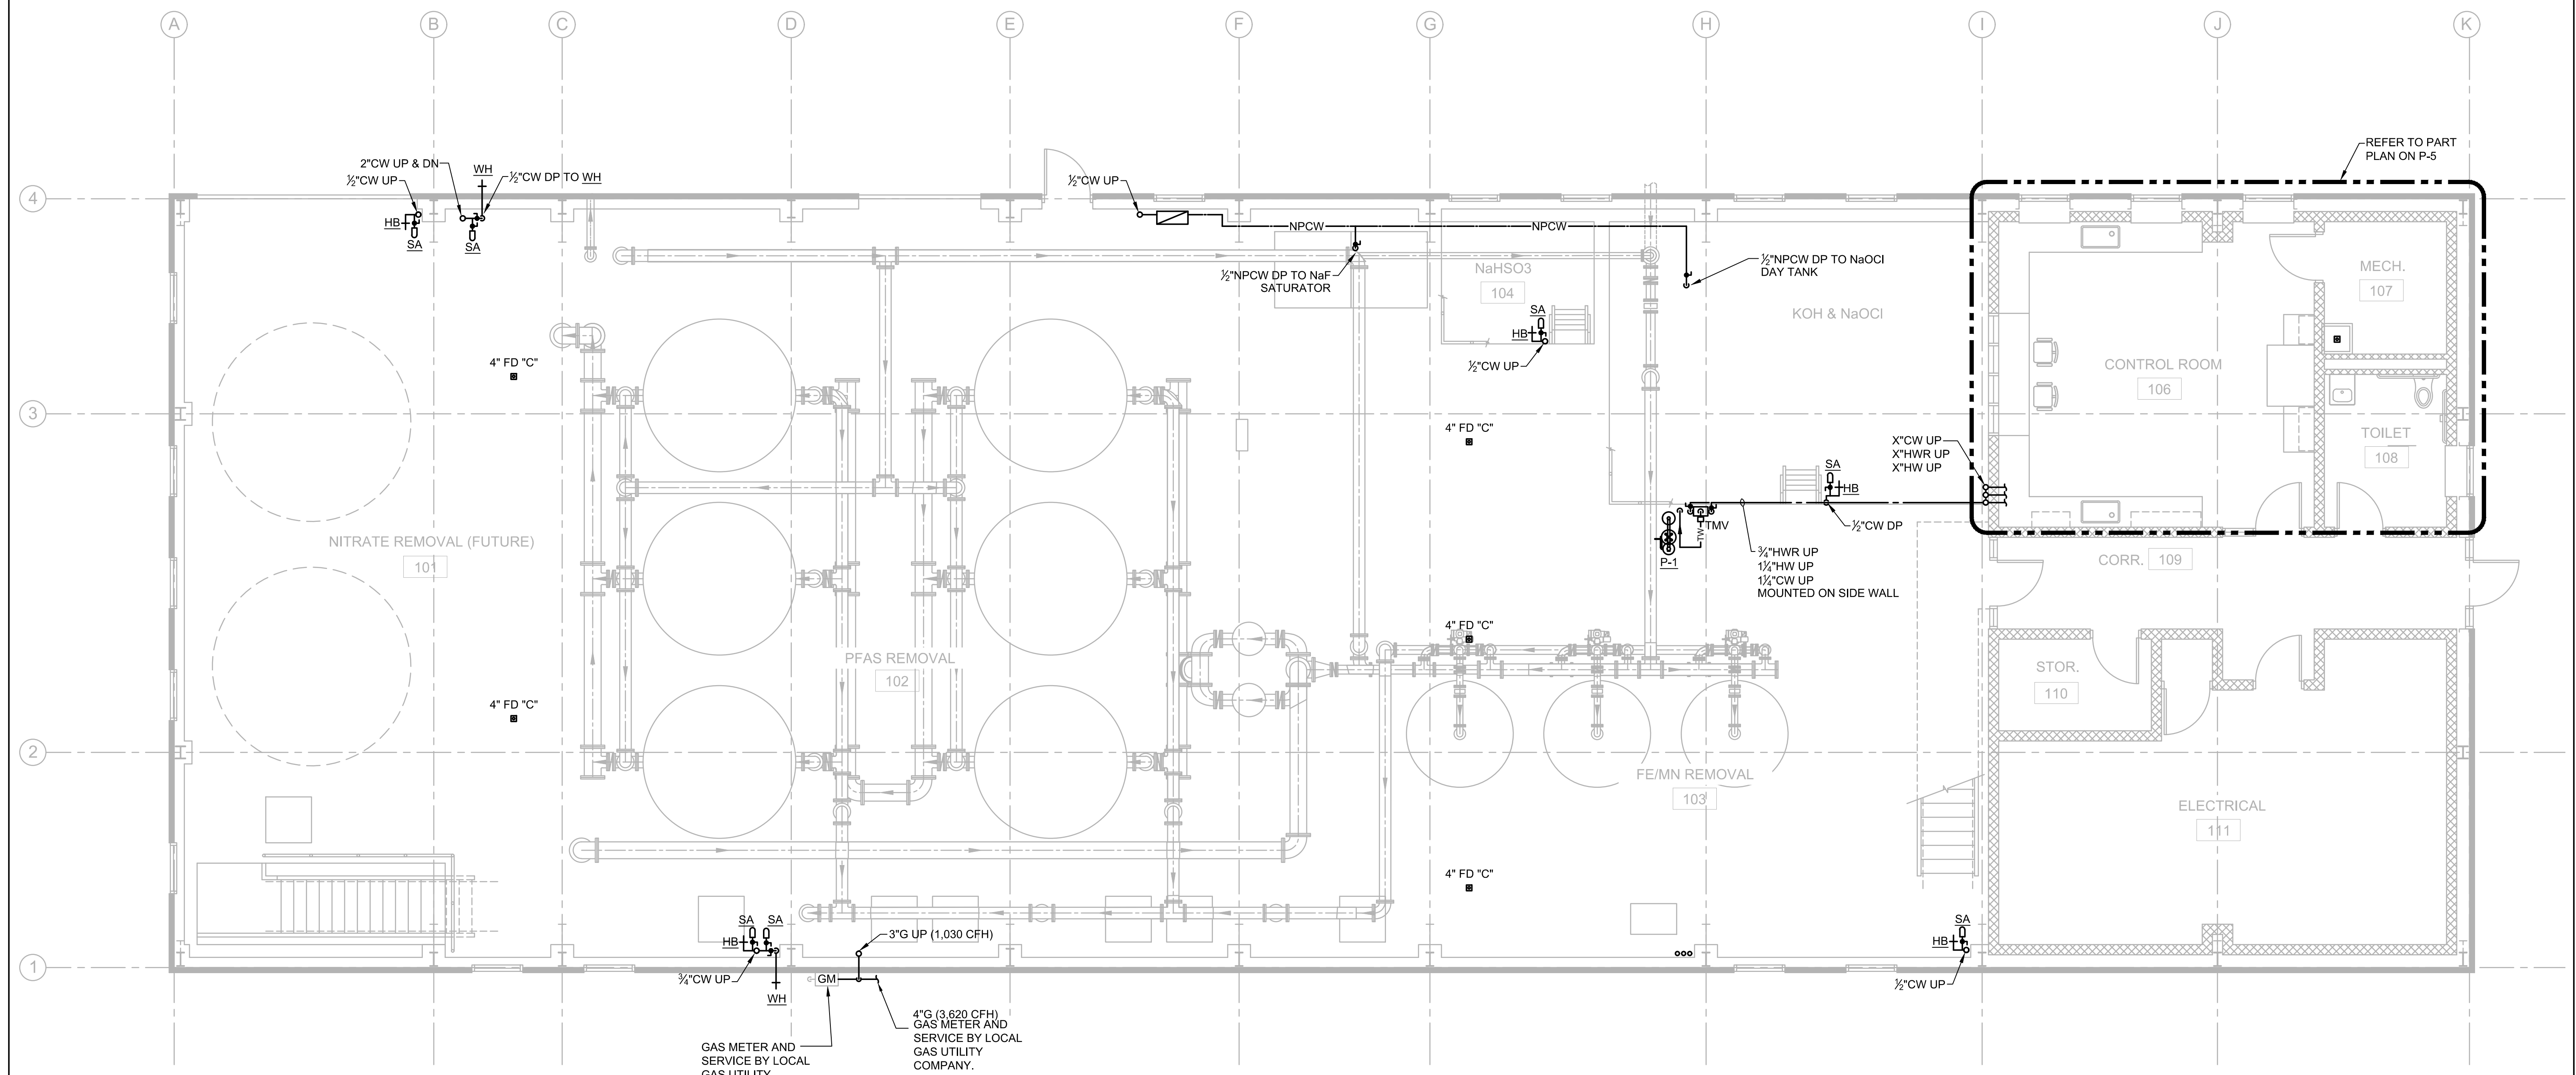 A
B
C
D
E
F
G
H
I
J
K
REFER TO PART
PLAN ON P-5
2"CW UP & DN
½"CW UP
WH
½"CW DP TO WH
½"CW UP
4
HB
SA
SA
NPCW
NPCW
½"NPCW DP TO NaF
SATURATOR
NaHSO3
104
½"NPCW DP TO NaOCl
DAY TANK
MECH.
107
KOH & NaOCl
SA
HB
½"CW UP
4" FD "C"
CONTROL ROOM
106
3
4" FD "C"
TOILET
108
X"CW UP
X"HWR UP
X"HW UP
SA
HB
½"CW DP
TMV
TW
P-1
¾"HWR UP
1¼"HW UP
1¼"CW UP
MOUNTED ON SIDE WALL
NITRATE REMOVAL (FUTURE)
101
CORR. 109
4" FD "C"
PFAS REMOVAL
102
STOR.
110
4" FD "C"
2
FE/MN REMOVAL
103
ELECTRICAL
111
4" FD "C"
SA SA
HB
¾"CW UP
WH
3"G UP (1,030 CFH)
GM
SA
HB
½"CW UP
1
4"G (3,620 CFH)
GAS METER AND
SERVICE BY LOCAL
GAS UTILITY
COMPANY.
GAS METER AND
SERVICE BY LOCAL
GAS UTILITY